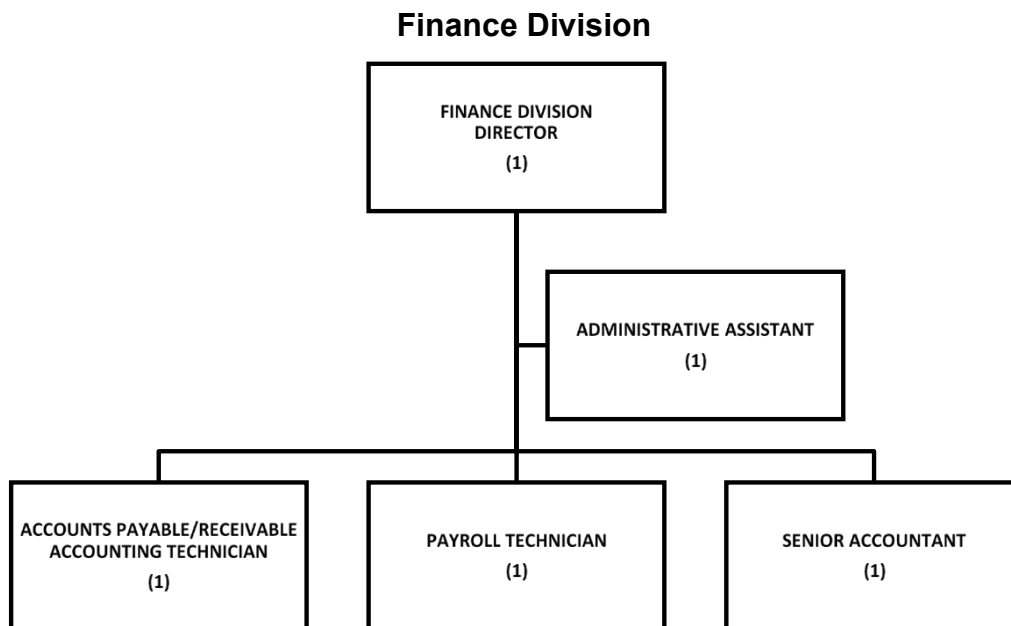 Finance Division
FINANCE DIVISION
DIRECTOR
(1)
ADMINISTRATIVE ASSISTANT
(1)
ACCOUNTS PAYABLE/RECEIVABLE
ACCOUNTING TECHNICIAN
(1)
PAYROLL TECHNICIAN
(1)
SENIOR ACCOUNTANT
(1)